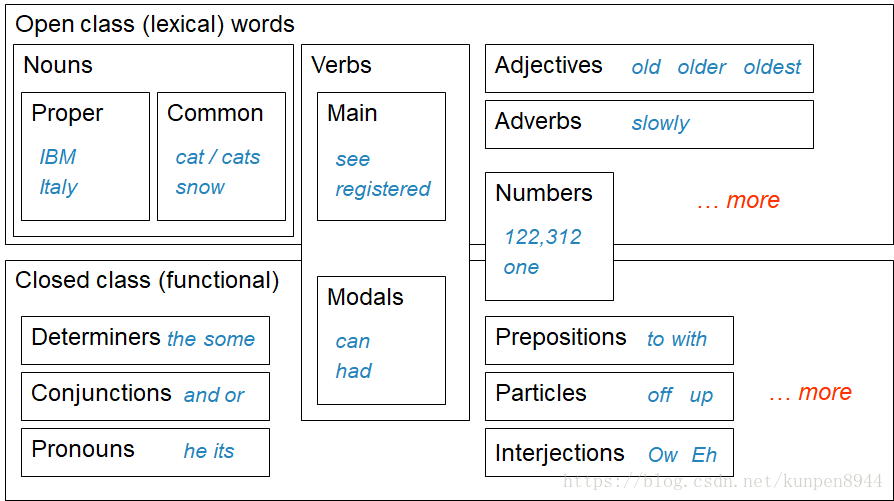 Open class (lexical) words
Nouns
Proper
IBM
Italy
Common
cat / cats
snow
Verbs
Main
see
registered
Adjectives old older oldest
Adverbs slowly
Numbers
122,312
one
… more
Closed class (functional)
Determiners the some
Conjunctions and or
Pronouns he its
Modals
can
had
Prepositions to with
Particles off up
Interjections Ow Eh
… more
https://blog.csdn.net/kunpen8944